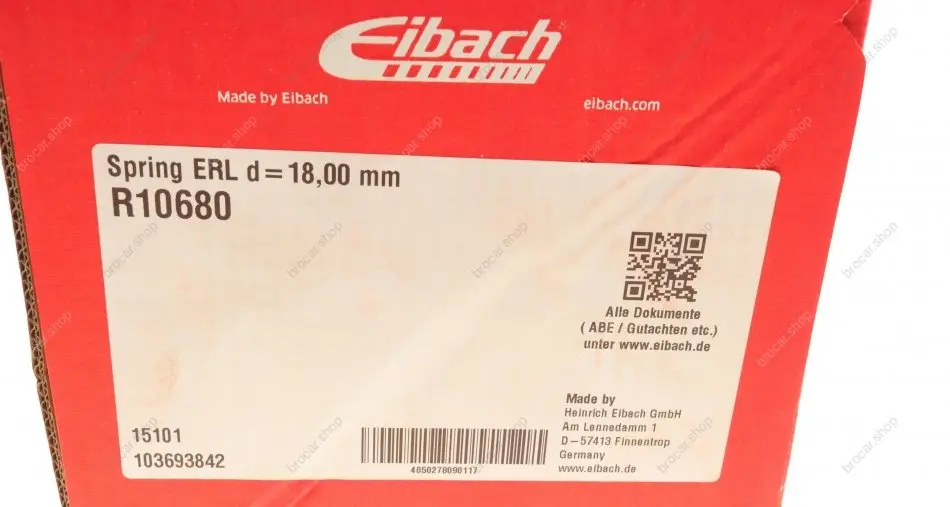 Eibach
Made by Eibach
eibach.com
Spring ERL d=18,00 mm
R10680
Alle Dokumente
( ABE / Gutachten etc.)
unter www.eibach.de
15101
103693842
4050278090117
Made by
Heinrich Eibach GmbH
Am Lennedamm 1
D-57413 Finnentrop
Germany
www.eibach.de
brocar.shop